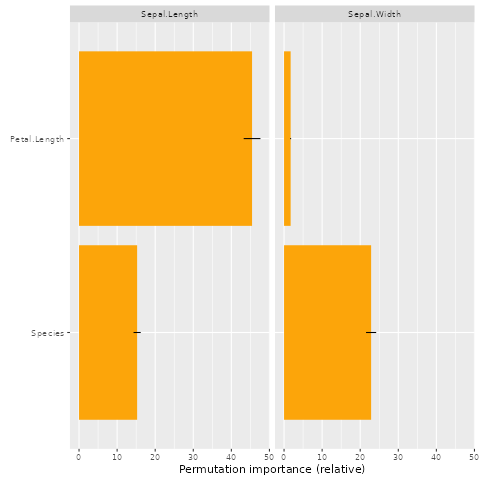 Sepal.Length Sepal.Width
Petal.Length
Species
0 10 20 30 40 50 0 10 20 30 40 50
Permutation importance (relative)